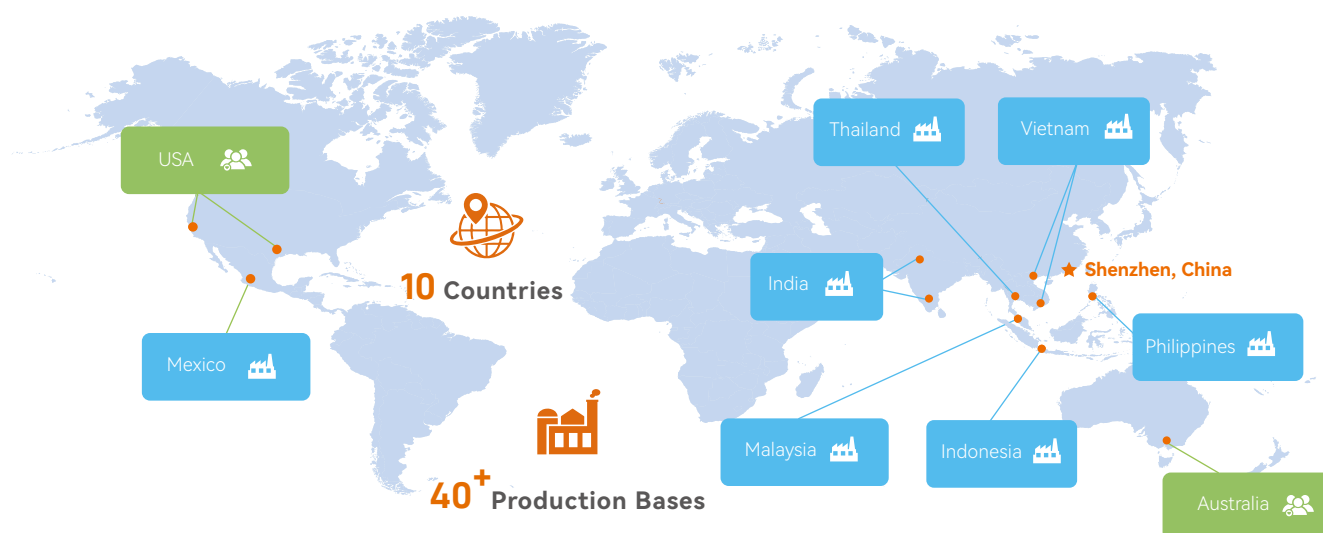 Thailand
Vietnam
USA
10 Countries
India
Shenzhen, China
Philippines
Mexico
Malaysia
Indonesia
40+ Production Bases
Australia